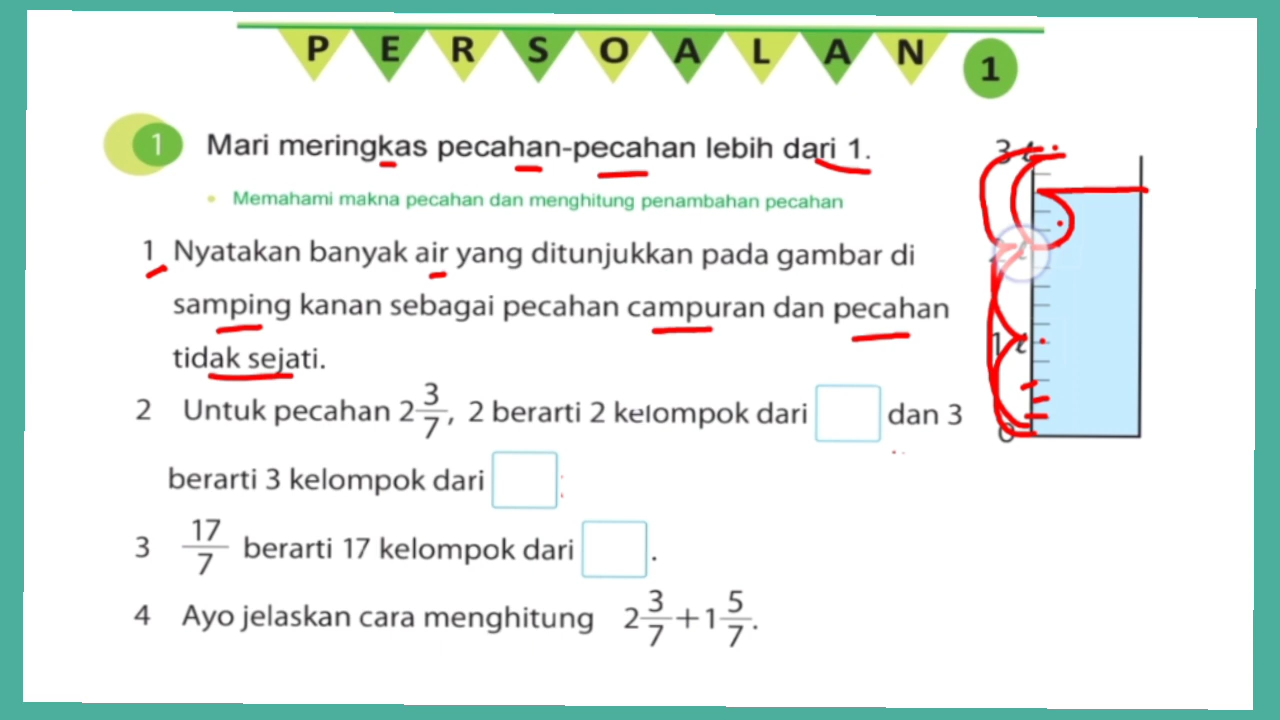 PERSOALAN 1
1 Mari meringkas pecahan-pecahan lebih dari 1.
• Memahami makna pecahan dan menghitung penambahan pecahan
1 Nyatakan banyak air yang ditunjukkan pada gambar di
samping kanan sebagai pecahan campuran dan pecahan
tidak sejati.
2 Untuk pecahan 2 3/7, 2 berarti 2 kelompok dari dan 3
berarti 3 kelompok dari
3 17/7 berarti 17 kelompok dari .
4 Ayo jelaskan cara menghitung 2 3/7 + 1 5/7.
3 ℓ
1 ℓ
0